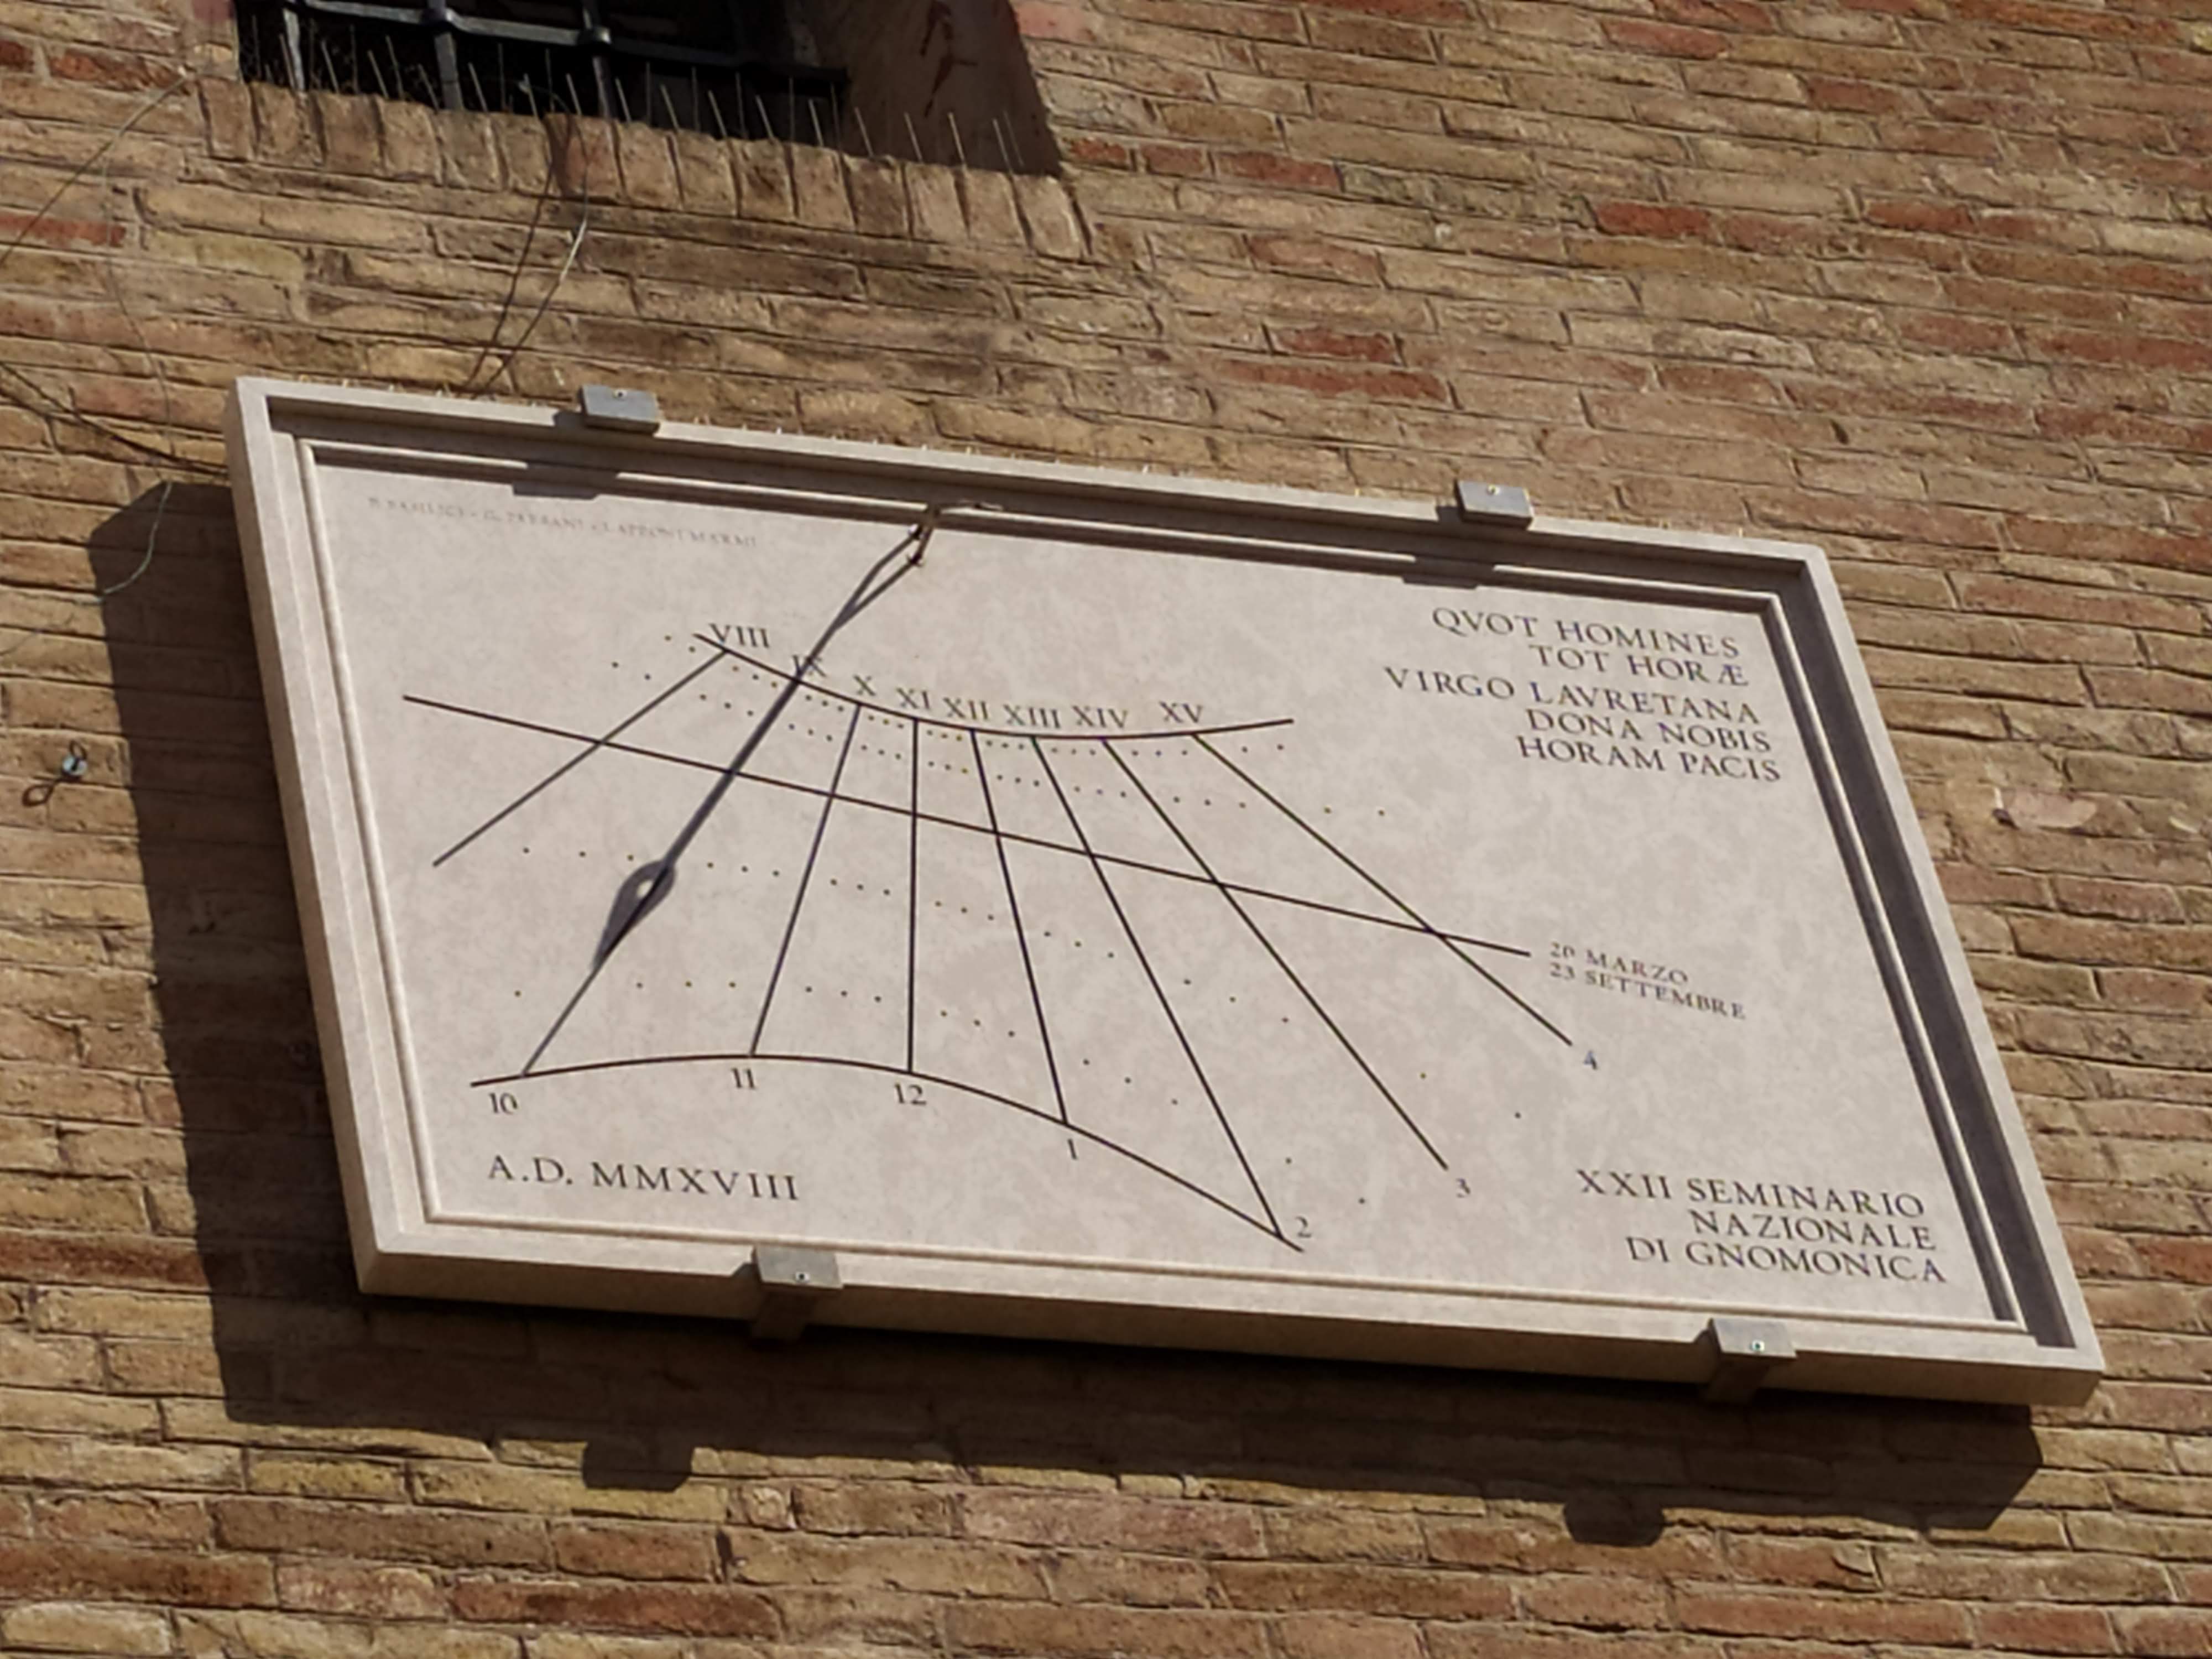 VIII IX X XI XII XIII XIV XV
QVOT HOMINES
TOT HORÆ
VIRGO LAVRETANA
DONA NOBIS
HORAM PACIS
20 MARZO
23 SETTEMBRE
10 11 12 1 2 3 4
A.D. MMXVIII
XXII SEMINARIO
NAZIONALE
DI GNOMONICA